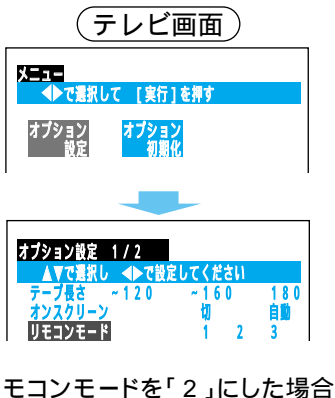 テレビ画面
メニュー
◀▶で選択して [実行]を押す
オプション オプション
設定 初期化
オプション設定 1/2
▲▼で選択し ◀▶で設定してください
テープ長さ ~120 ~160 180
オンスクリーン 切 自動
リモコンモード 1 2 3
モコンモードを「2」にした場合